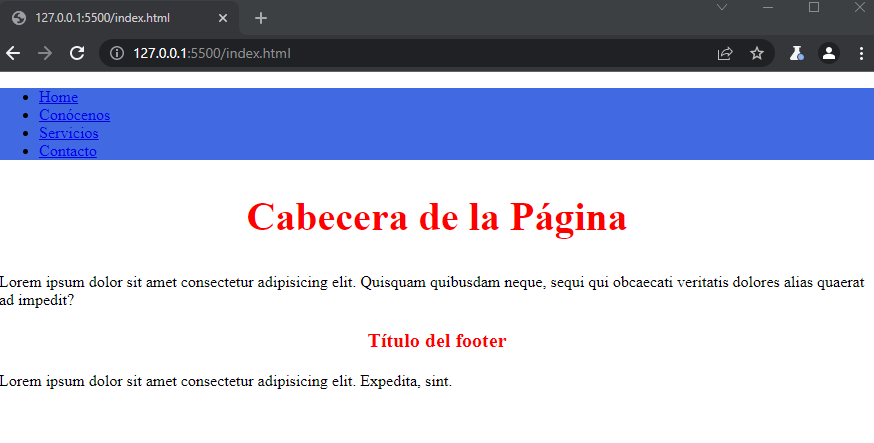 127.0.0.1:5500/index.html
127.0.0.1:5500/index.html
Home
Conócenos
Servicios
Contacto
Cabecera de la Página
Lorem ipsum dolor sit amet consectetur adipisicing elit. Quisquam quibusdam neque, sequi qui obcaecati veritatis dolores alias quaerat
ad impedit?
Título del footer
Lorem ipsum dolor sit amet consectetur adipisicing elit. Expedita, sint.